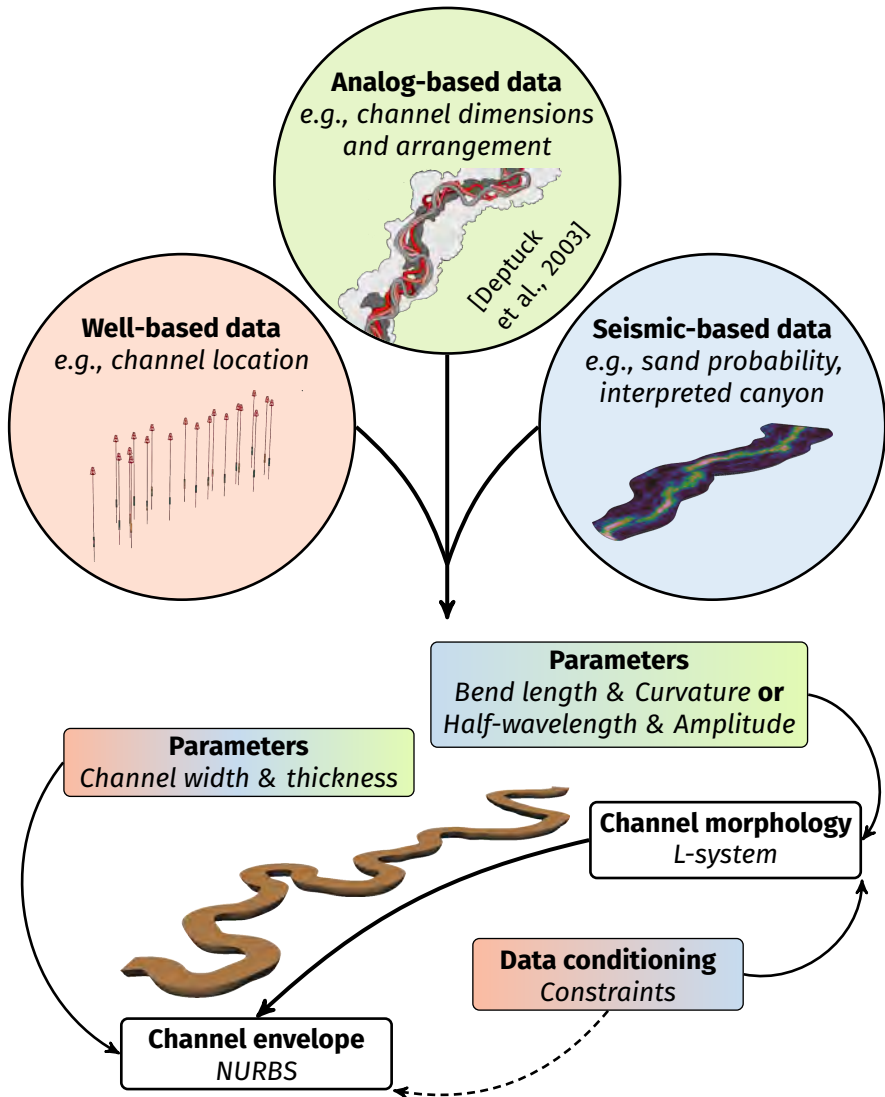 Analog-based data
e.g., channel dimensions
and arrangement
[Deptuck
et al., 2003]
Well-based data
e.g., channel location
Seismic-based data
e.g., sand probability,
interpreted canyon
Parameters
Bend length & Curvature or
Half-wavelength & Amplitude
Parameters
Channel width & thickness
Channel morphology
L-system
Data conditioning
Constraints
Channel envelope
NURBS